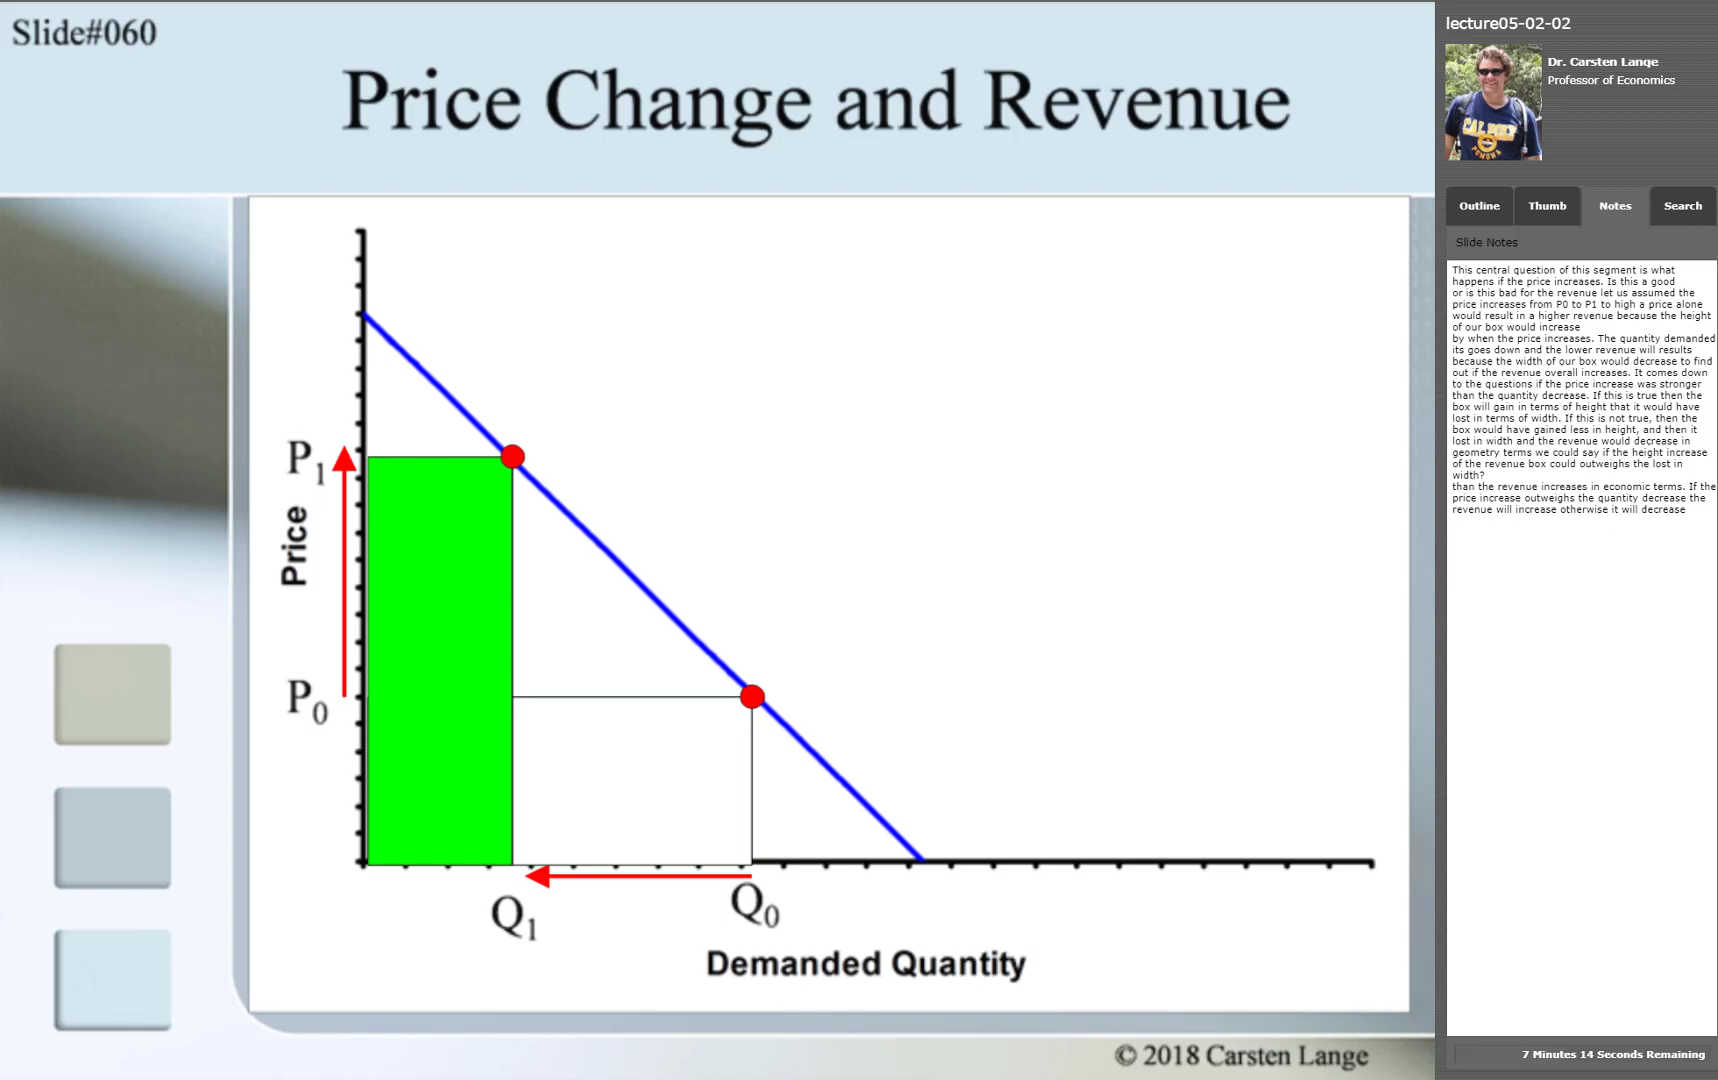 Slide#060
Price Change and Revenue
P1
Price
P0
Q1
Q0
Demanded Quantity
© 2018 Carsten Lange
lecture05-02-02
Dr. Carsten Lange
Professor of Economics
CAL POLY
POMONA
Outline Thumb Notes Search
Slide Notes
This central question of this segment is what
happens if the price increases. Is this a good
or is this bad for the revenue let us assumed the
price increases from P0 to P1 to high a price alone
would result in a higher revenue because the height
of our box would increase
by when the price increases. The quantity demanded
its goes down and the lower revenue will results
because the width of our box would decrease to find
out if the revenue overall increases. It comes down
to the questions if the price increase was stronger
than the quantity decrease. If this is true then the
box will gain in terms of height that it would have
lost in terms of width. If this is not true, then the
box would have gained less in height, and then it
lost in width and the revenue would decrease in
geometry terms we could say if the height increase
of the revenue box could outweighs the lost in
width?
than the revenue increases in economic terms. If the
price increase outweighs the quantity decrease the
revenue will increase otherwise it will decrease
7 Minutes 14 Seconds Remaining